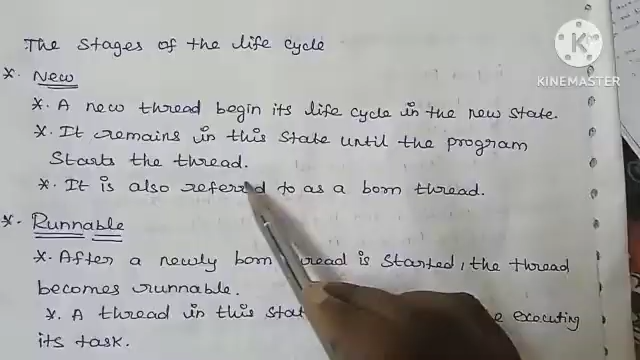 The stages of the life cycle
KINEMASTER
*. New
*. A new thread begin its life cycle in the new state.
*. It remains in this state until the program
starts the thread.
*. It is also referred to as a born thread.
*. Runnable
*. After a newly born thread is started, the thread
becomes runnable.
*. A thread in this stat executing
its task.